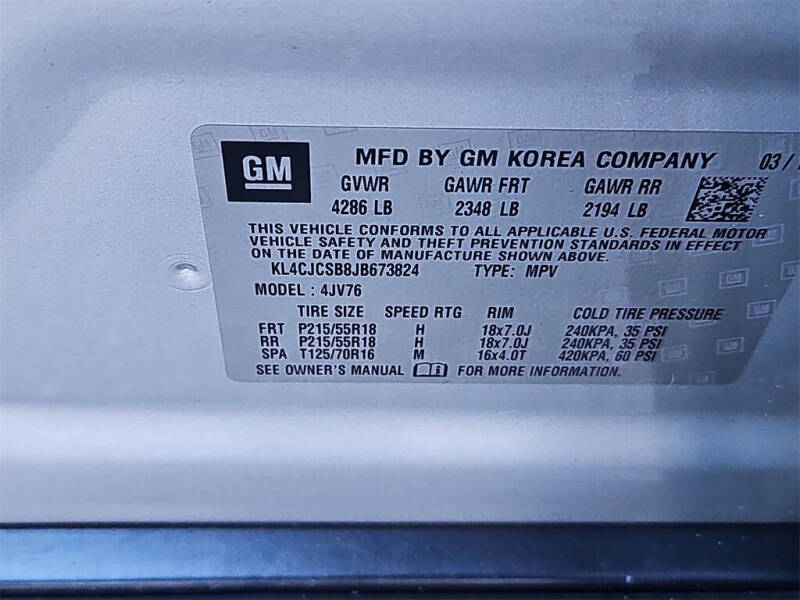 GM MFD BY GM KOREA COMPANY 03/
GVWR GAWR FRT GAWR RR
4286 LB 2348 LB 2194 LB
THIS VEHICLE CONFORMS TO ALL APPLICABLE U.S. FEDERAL MOTOR
VEHICLE SAFETY AND THEFT PREVENTION STANDARDS IN EFFECT
ON THE DATE OF MANUFACTURE SHOWN ABOVE.
KL4CJCSB8JB673824 TYPE: MPV
MODEL: 4JV76
TIRE SIZE SPEED RTG RIM COLD TIRE PRESSURE
FRT P215/55R18 H 18x7.0J 240KPA, 35 PSI
RR P215/55R18 H 18x7.0J 240KPA, 35 PSI
SPA T125/70R16 M 16x4.0T 420KPA, 60 PSI
SEE OWNER'S MANUAL FOR MORE INFORMATION.